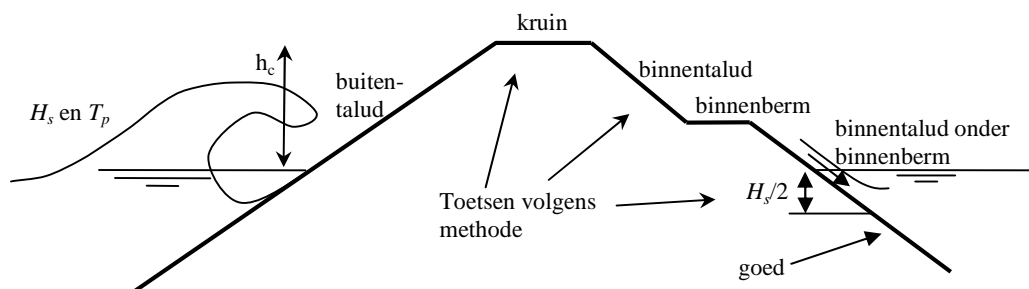 kruin
h_c
buiten-
talud
binnentalud
binnenberm
H_s en T_p
binnentalud onder
binnenberm
Toetsen volgens
methode
H_s/2
goed